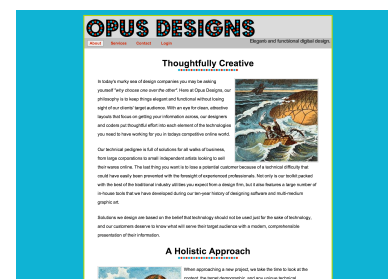 OPUS DESIGNS
Elegant and functional digital design.
About Services Contact Login
Thoughtfully Creative
In today's murky sea of design companies you may be asking
yourself "why choose one over the other". Here at Opus Designs, our
philosophy is to keep things elegant and functional without losing
sight of our clients' target audience. With an eye for clean, attractive
layouts that focus on getting your information across, our designers
and coders put thoughtful effort into each element of the technologies
you need to have working for you in todays competitive online world.
Our technical pedigree is full of solutions for all walks of business,
from large corporations to small independent artists looking to sell
their wares online. The last thing you want is to lose a potential customer because of a technical difficulty that
could have easily been prevented with the foresight of experienced professionals. Not only is our toolkit packed
with the best of the traditional industry utilities you expect from a design firm, but it also features a large number of
in-house tools that we have developed during our ten-year history of designing software and multi-medium
graphic art.
Solutions we design are based on the belief that technology should not be used just for the sake of technology,
and our customers deserve to know what will serve their target audience with a modern, comprehensible
presentation of their information.
A Holistic Approach
When approaching a new project, we take the time to look at the
content, the target demographic, and any unique technical